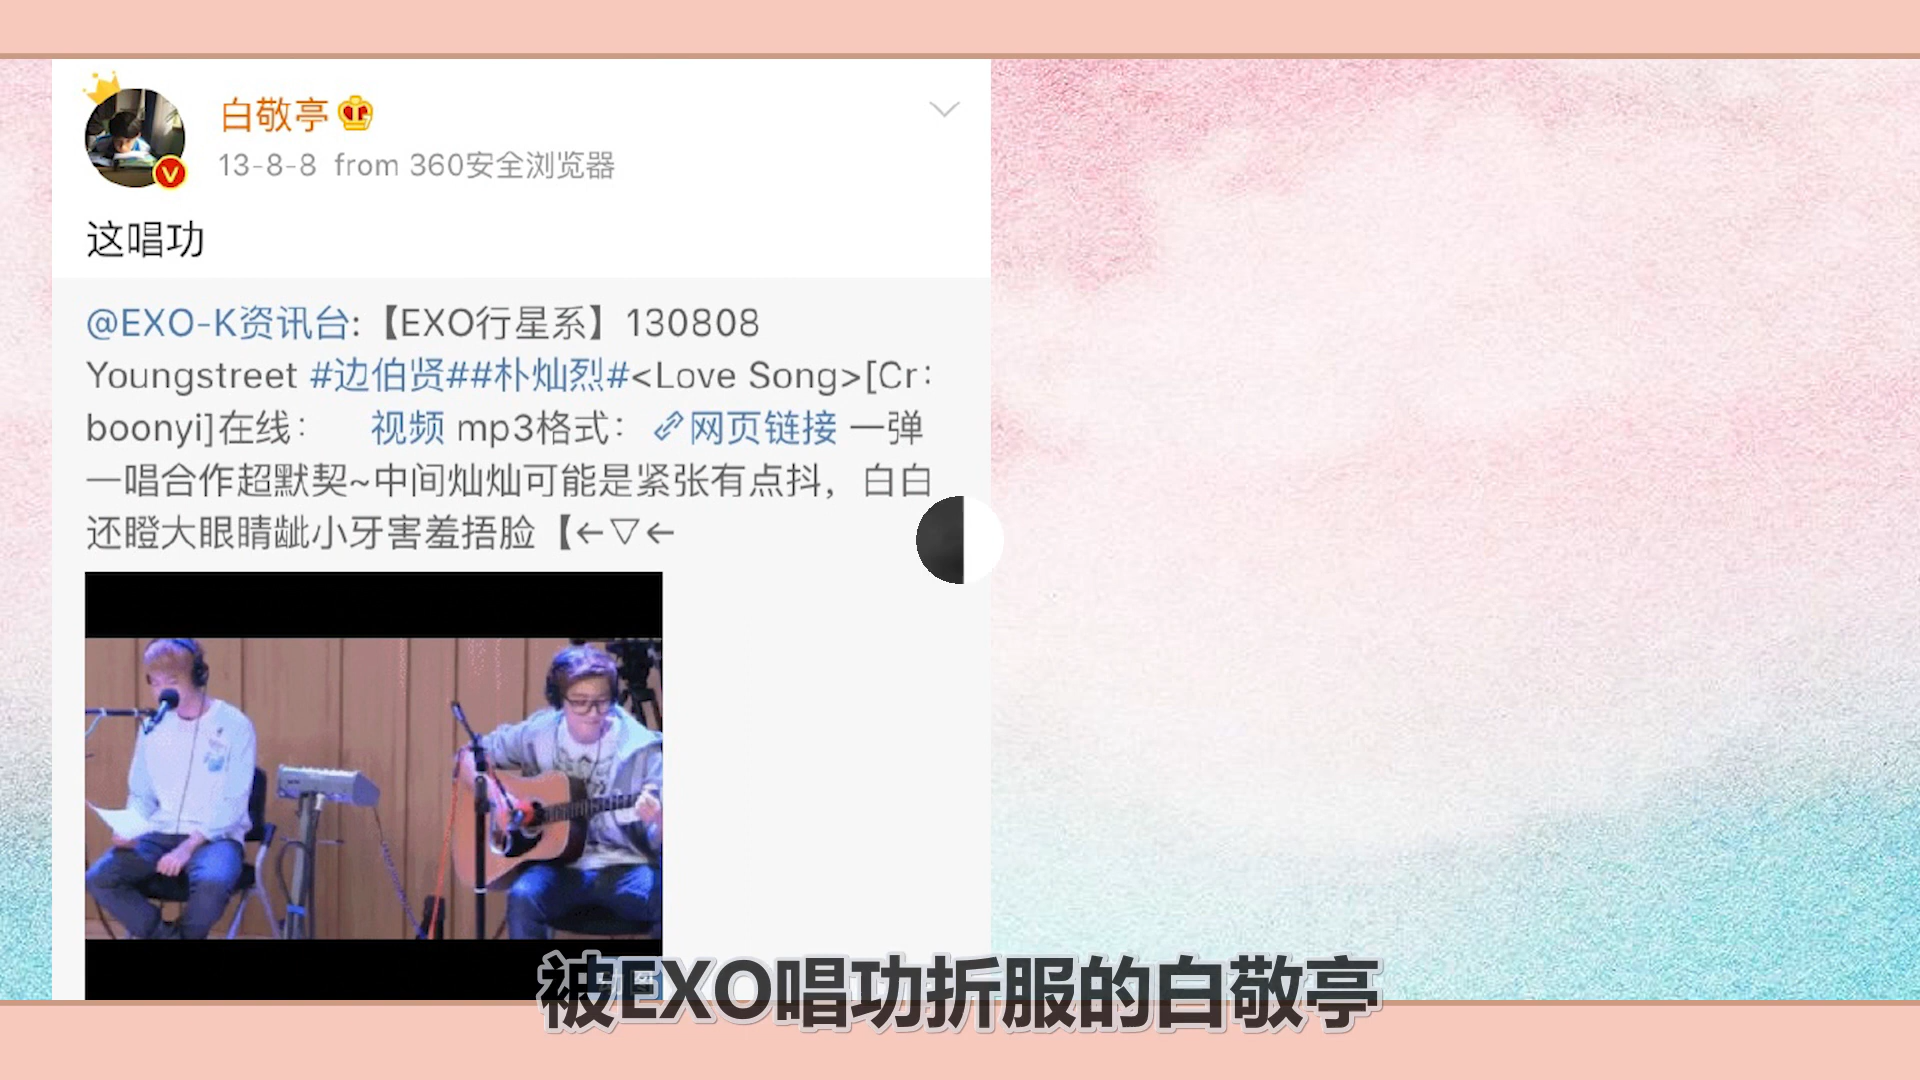 白敬亭
13-8-8 from 360安全浏览器
这唱功
@EXO-K资讯台:【EXO行星系】130808
Youngstreet #边伯贤##朴灿烈#<Love Song>[Cr:
boonyi]在线： 视频 mp3格式： 网页链接 一弹
一唱合作超默契~中间灿灿可能是紧张有点抖，白白
还瞪大眼睛龇小牙害羞捂脸【←▽←
被EXO唱功折服的白敬亭